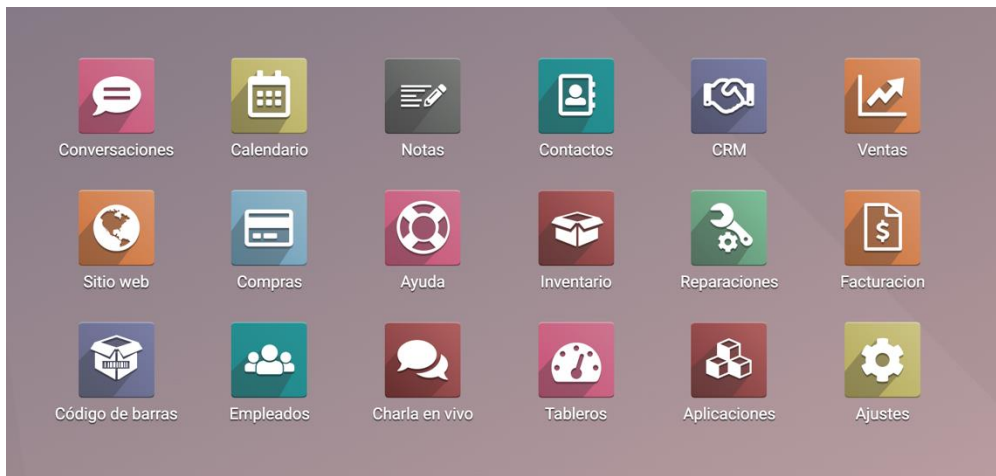 Conversaciones
Calendario
Notas
Contactos
CRM
Ventas
Sitio web
Compras
Ayuda
Inventario
Reparaciones
$
Facturacion
Código de barras
Empleados
Charla en vivo
Tableros
Aplicaciones
Ajustes